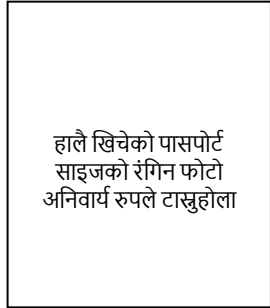 हालै खिचेको पासपोर्ट
साइजको रंगिन फोटो
अनिवार्य रुपले टास्नुहोला